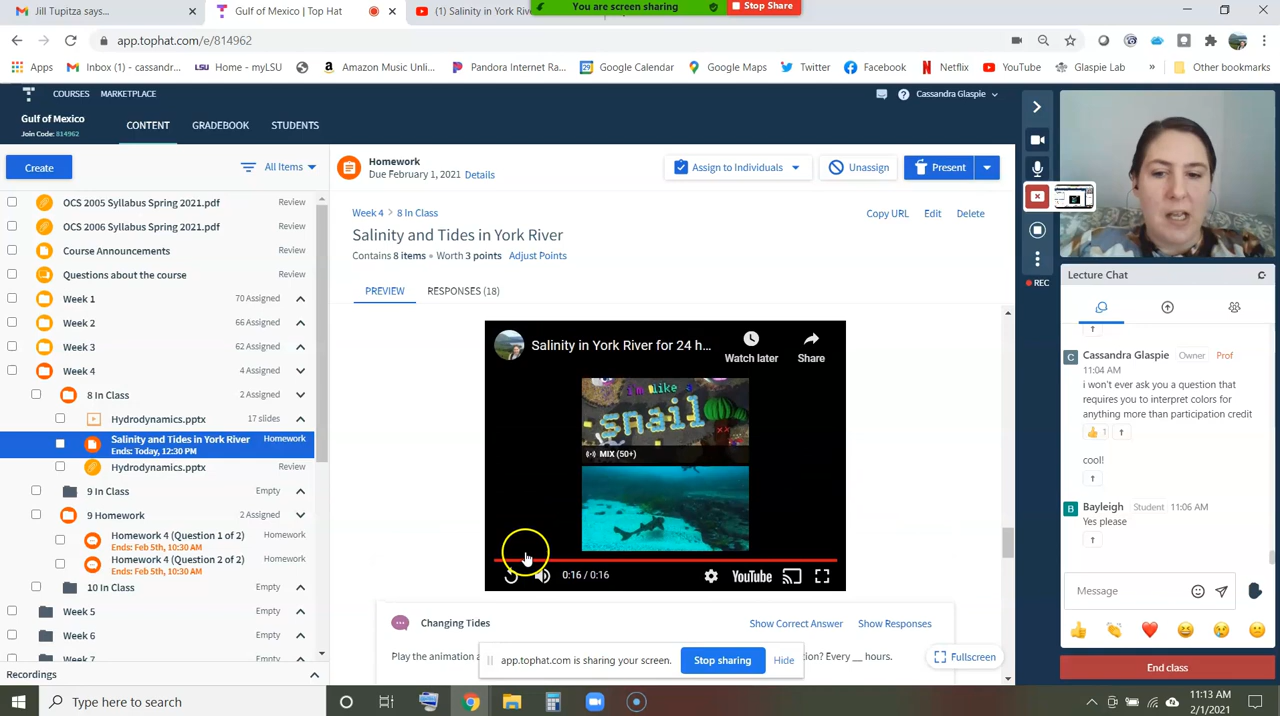 Jill Tupitza says...
Gulf of Mexico | Top Hat
(1) Salinity in York River
You are screen sharing
Stop Share
app.tophat.com/e/814962
Apps
Inbox (1) - cassandr...
LSU Home - myLSU
Amazon Music Unli...
Pandora Internet Ra...
Google Calendar
Google Maps
Twitter
Facebook
Netflix
YouTube
Glaspie Lab
»
Other bookmarks
COURSES MARKETPLACE
Cassandra Glaspie
Gulf of Mexico
Join Code: 814962
CONTENT GRADEBOOK STUDENTS
Create
All Items
OCS 2005 Syllabus Spring 2021.pdf Review
OCS 2006 Syllabus Spring 2021.pdf Review
Course Announcements Review
Questions about the course Review
Week 1 70 Assigned
Week 2 66 Assigned
Week 3 62 Assigned
Week 4 4 Assigned
8 In Class 2 Assigned
Hydrodynamics.pptx 17 slides
Salinity and Tides in York River Homework
Ends: Today, 12:30 PM
Hydrodynamics.pptx Review
9 In Class Empty
9 Homework 2 Assigned
Homework 4 (Question 1 of 2) Homework
Ends: Feb 5th, 10:30 AM
Homework 4 (Question 2 of 2) Homework
Ends: Feb 5th, 10:30 AM
10 In Class Empty
Week 5 Empty
Week 6 Empty
Week 7 Empty
Recordings
Homework
Due February 1, 2021 Details
Assign to Individuals
Unassign
Present
Week 4 > 8 In Class
Copy URL Edit Delete
Salinity and Tides in York River
Contains 8 items • Worth 3 points Adjust Points
PREVIEW RESPONSES (18)
Salinity in York River for 24 h...
Watch later
Share
i'm like a
snail
MIX (50+)
0:16 / 0:16
YouTube
Changing Tides
Show Correct Answer Show Responses
Play the animation a
tion? Every __ hours.
app.tophat.com is sharing your screen.
Stop sharing
Hide
Fullscreen
REC
Lecture Chat
C
Cassandra Glaspie Owner Prof
11:04 AM
i won't ever ask you a question that
requires you to interpret colors for
anything more than participation credit
1
cool!
B
Bayleigh Student 11:06 AM
Yes please
Message
End class
Type here to search
11:13 AM
2/1/2021